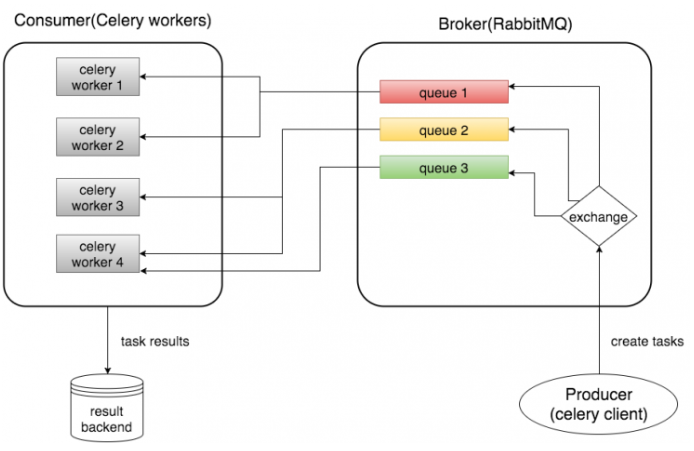 Consumer(Celery workers)
Broker(RabbitMQ)
celery
worker 1
celery
worker 2
celery
worker 3
celery
worker 4
queue 1
queue 2
queue 3
exchange
task results
create tasks
result
backend
Producer
(celery client)